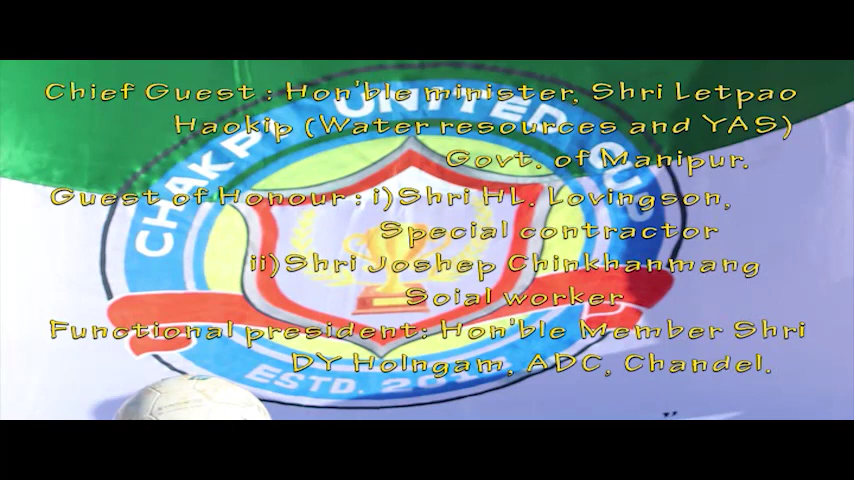 Chief Guest : Hon'ble minister, Shri Letpao
Haokip (Water resources and YAS)
Govt. of Manipur.
Guest of Honour : i)Shri HL. Lovingson,
Special contractor
ii)Shri Joshep Chinkhanmang
Soial worker
Functional president: Hon'ble Member Shri
DY Holngam, ADC, Chandel.
UNITED
ESTD.